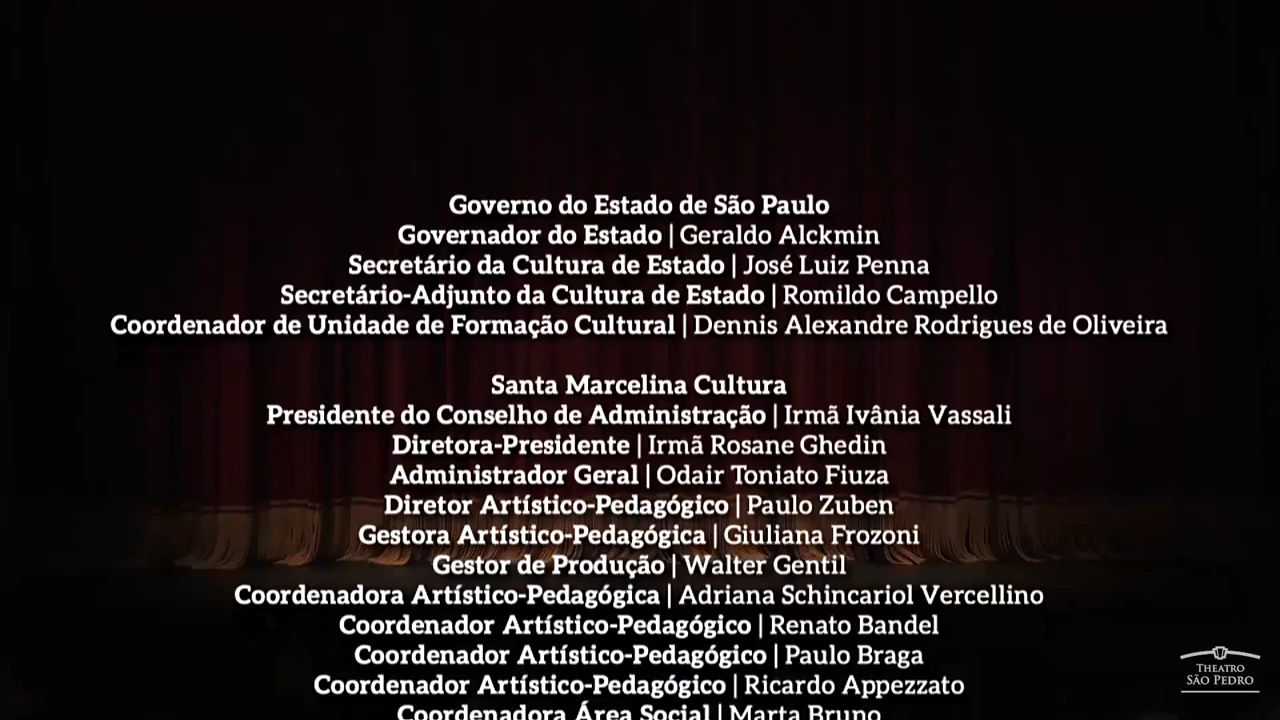 Governo do Estado de São Paulo
Governador do Estado | Geraldo Alckmin
Secretário da Cultura de Estado | José Luiz Penna
Secretário-Adjunto da Cultura de Estado | Romildo Campello
Coordenador de Unidade de Formação Cultural | Dennis Alexandre Rodrigues de Oliveira
Santa Marcelina Cultura
Presidente do Conselho de Administração | Irmã Ivânia Vassali
Diretora-Presidente | Irmã Rosane Ghedin
Administrador Geral | Odair Toniato Fiuza
Diretor Artístico-Pedagógico | Paulo Zuben
Gestora Artístico-Pedagógica | Giuliana Frozoni
Gestor de Produção | Walter Gentil
Coordenadora Artístico-Pedagógica | Adriana Schincariol Vercellino
Coordenador Artístico-Pedagógico | Renato Bandel
Coordenador Artístico-Pedagógico | Paulo Braga
Coordenador Artístico-Pedagógico | Ricardo Appezzato
Coordenadora Área Social | Marta Bruno
THEATRO
SÃO PEDRO